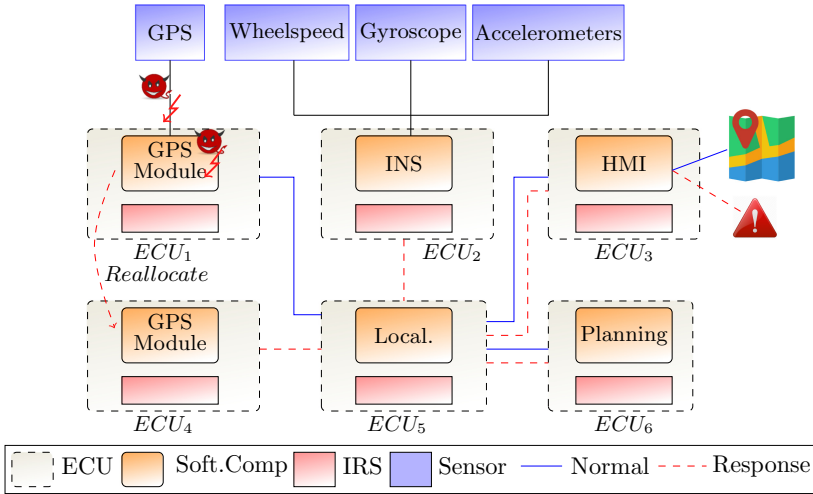 GPS
Wheelspeed
Gyroscope
Accelerometers
GPS
Module
INS
HMI
ECU1
ECU2
ECU3
Reallocate
GPS
Module
Local.
Planning
ECU4
ECU5
ECU6
ECU
Soft.Comp
IRS
Sensor
Normal
Response